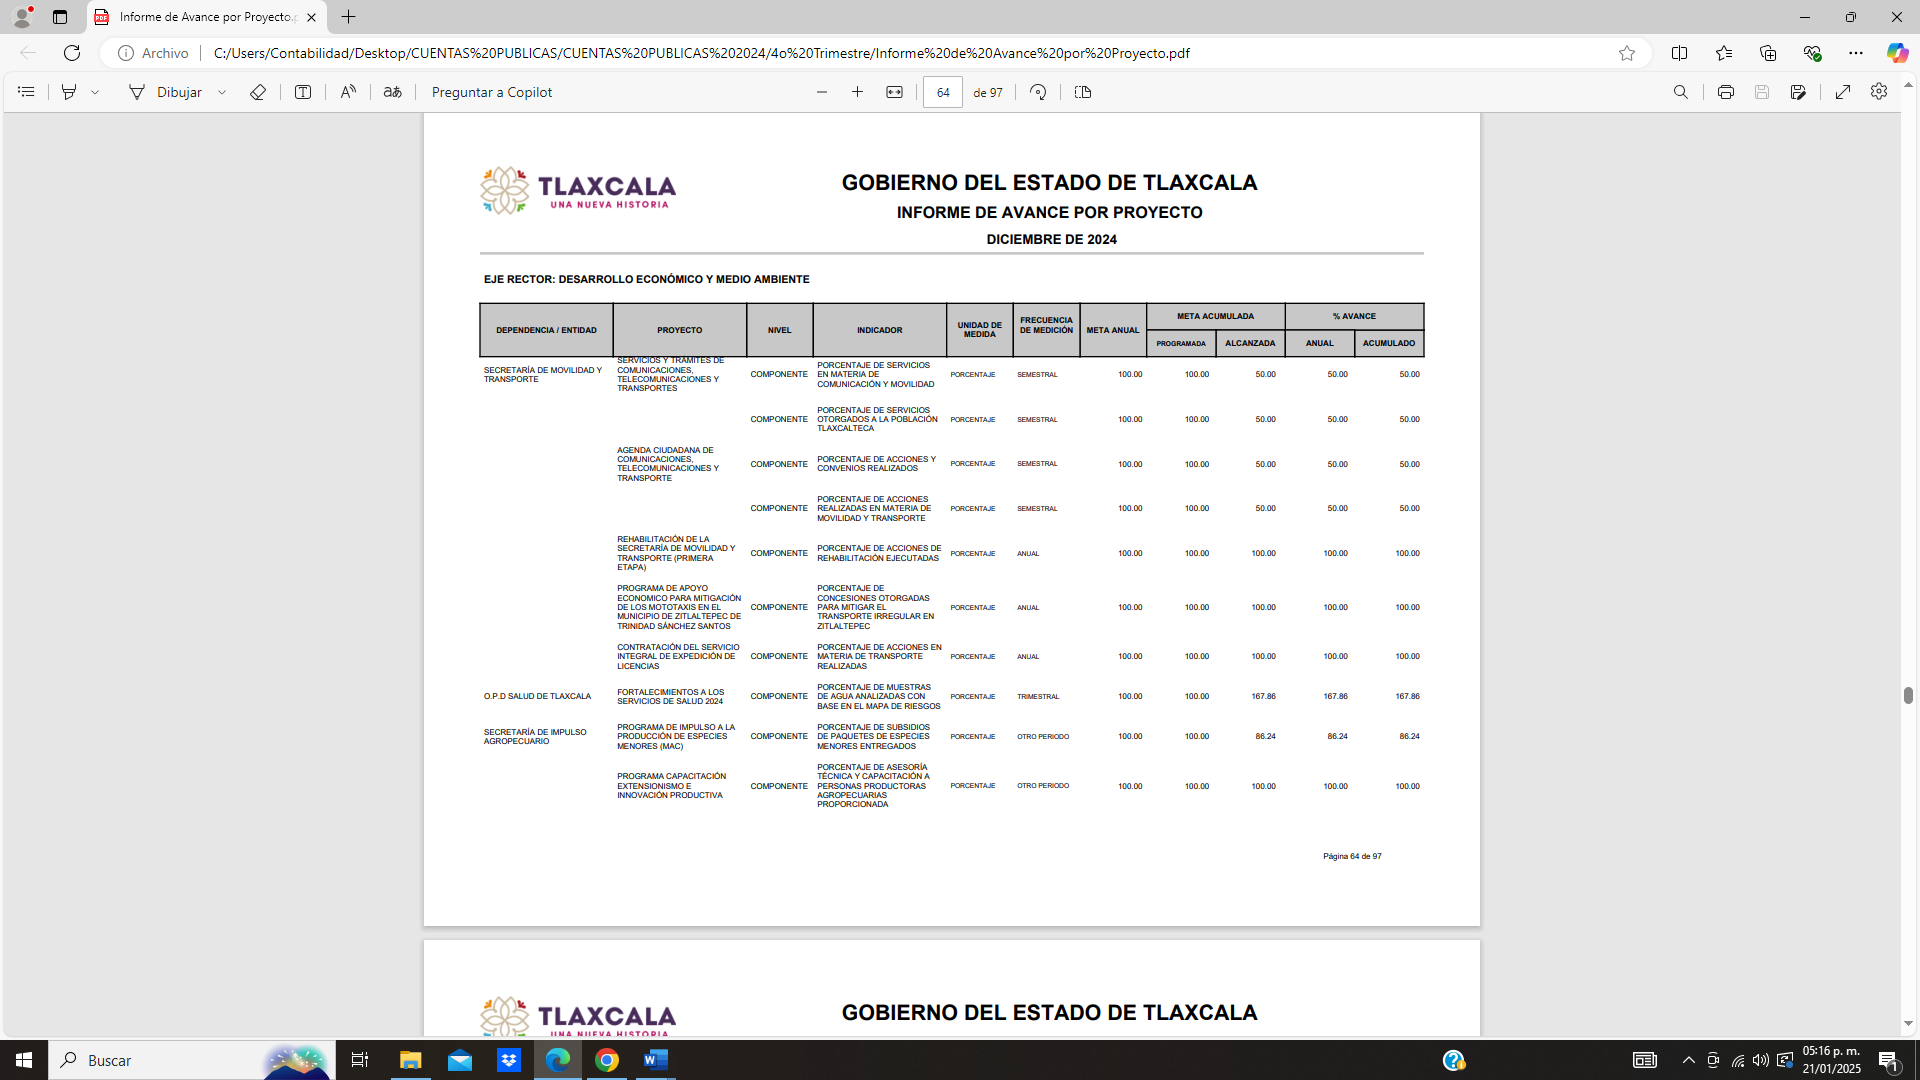 Informe de Avance por Proyecto.p
Archivo
C:/Users/Contabilidad/Desktop/CUENTAS%20PUBLICAS/CUENTAS%20PUBLICAS%202024/4o%20Trimestre/Informe%20de%20Avance%20por%20Proyecto.pdf
Dibujar
Preguntar a Copilot
64 de 97
TLAXCALA
UNA NUEVA HISTORIA
GOBIERNO DEL ESTADO DE TLAXCALA
INFORME DE AVANCE POR PROYECTO
DICIEMBRE DE 2024
EJE RECTOR: DESARROLLO ECONÓMICO Y MEDIO AMBIENTE
DEPENDENCIA / ENTIDAD
PROYECTO
NIVEL
INDICADOR
UNIDAD DE
MEDIDA
FRECUENCIA
DE MEDICIÓN
META ANUAL
META ACUMULADA
PROGRAMADA
ALCANZADA
% AVANCE
ANUAL
ACUMULADO
SECRETARÍA DE MOVILIDAD Y
TRANSPORTE
SERVICIOS Y TRÁMITES DE
COMUNICACIONES,
TELECOMUNICACIONES Y
TRANSPORTES
COMPONENTE
PORCENTAJE DE SERVICIOS
EN MATERIA DE
COMUNICACIÓN Y MOVILIDAD
PORCENTAJE SEMESTRAL 100.00 100.00 50.00 50.00 50.00
COMPONENTE
PORCENTAJE DE SERVICIOS
OTORGADOS A LA POBLACIÓN
TLAXCALTECA
PORCENTAJE SEMESTRAL 100.00 100.00 50.00 50.00 50.00
AGENDA CIUDADANA DE
COMUNICACIONES,
TELECOMUNICACIONES Y
TRANSPORTE
COMPONENTE
PORCENTAJE DE ACCIONES Y
CONVENIOS REALIZADOS
PORCENTAJE SEMESTRAL 100.00 100.00 50.00 50.00 50.00
COMPONENTE
PORCENTAJE DE ACCIONES
REALIZADAS EN MATERIA DE
MOVILIDAD Y TRANSPORTE
PORCENTAJE SEMESTRAL 100.00 100.00 50.00 50.00 50.00
REHABILITACIÓN DE LA
SECRETARÍA DE MOVILIDAD Y
TRANSPORTE (PRIMERA
ETAPA)
COMPONENTE
PORCENTAJE DE ACCIONES DE
REHABILITACIÓN EJECUTADAS
PORCENTAJE ANUAL 100.00 100.00 100.00 100.00 100.00
PROGRAMA DE APOYO
ECONOMICO PARA MITIGACIÓN
DE LOS MOTOTAXIS EN EL
MUNICIPIO DE ZITLALTEPEC DE
TRINIDAD SÁNCHEZ SANTOS
COMPONENTE
PORCENTAJE DE
CONCESIONES OTORGADAS
PARA MITIGAR EL
TRANSPORTE IRREGULAR EN
ZITLALTEPEC
PORCENTAJE ANUAL 100.00 100.00 100.00 100.00 100.00
CONTRATACIÓN DEL SERVICIO
INTEGRAL DE EXPEDICIÓN DE
LICENCIAS
COMPONENTE
PORCENTAJE DE ACCIONES EN
MATERIA DE TRANSPORTE
REALIZADAS
PORCENTAJE ANUAL 100.00 100.00 100.00 100.00 100.00
O.P.D SALUD DE TLAXCALA
FORTALECIMIENTOS A LOS
SERVICIOS DE SALUD 2024
COMPONENTE
PORCENTAJE DE MUESTRAS
DE AGUA ANALIZADAS CON
BASE EN EL MAPA DE RIESGOS
PORCENTAJE TRIMESTRAL 100.00 100.00 167.86 167.86 167.86
SECRETARÍA DE IMPULSO
AGROPECUARIO
PROGRAMA DE IMPULSO A LA
PRODUCCIÓN DE ESPECIES
MENORES (MAC)
COMPONENTE
PORCENTAJE DE SUBSIDIOS
DE PAQUETES DE ESPECIES
MENORES ENTREGADOS
PORCENTAJE OTRO PERIODO 100.00 100.00 86.24 86.24 86.24
PROGRAMA CAPACITACIÓN
EXTENSIONISMO E
INNOVACIÓN PRODUCTIVA
COMPONENTE
PORCENTAJE DE ASESORÍA
TÉCNICA Y CAPACITACIÓN A
PERSONAS PRODUCTORAS
AGROPECUARIAS
PROPORCIONADA
PORCENTAJE OTRO PERIODO 100.00 100.00 100.00 100.00 100.00
Página 64 de 97
TLAXCALA
UNA NUEVA HISTORIA
GOBIERNO DEL ESTADO DE TLAXCALA
Buscar
05:16 p. m.
21/01/2025
1